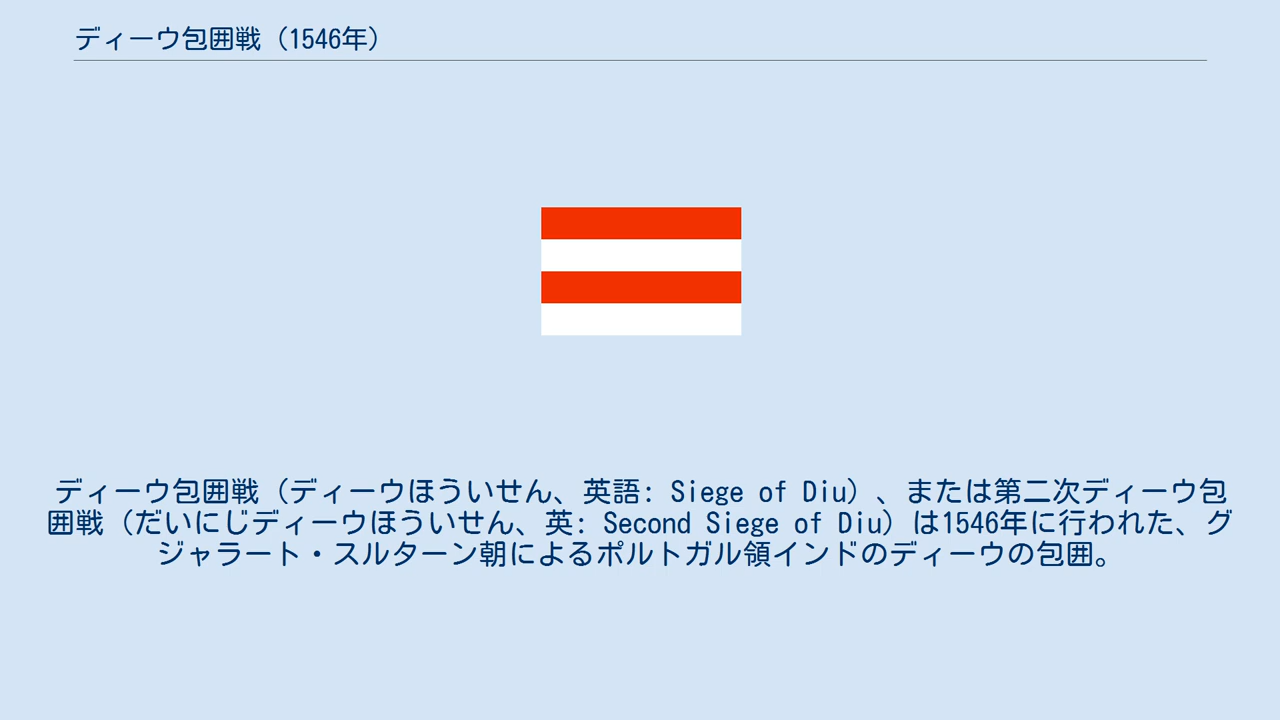 ディーウ包囲戦（1546年）
ディーウ包囲戦（ディーウほういせん、英語: Siege of Diu）、または第二次ディーウ包
囲戦（だいにじディーウほういせん、英: Second Siege of Diu）は1546年に行われた、グ
ジャラート・スルターン朝によるポルトガル領インドのディーウの包囲。